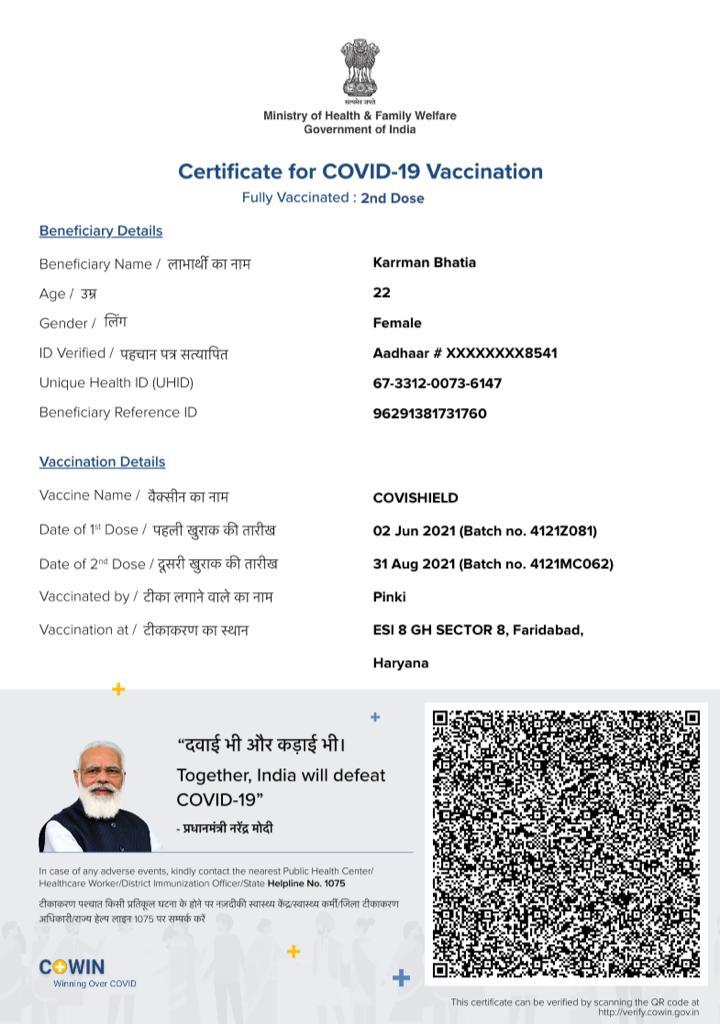 सत्यमेव जयते
Ministry of Health & Family Welfare
Government of India
Certificate for COVID-19 Vaccination
Fully Vaccinated : 2nd Dose
Beneficiary Details
Beneficiary Name / लाभार्थी का नाम Karrman Bhatia
Age / उम्र 22
Gender / लिंग Female
ID Verified / पहचान पत्र सत्यापित Aadhaar # XXXXXXXX8541
Unique Health ID (UHID) 67-3312-0073-6147
Beneficiary Reference ID 96291381731760
Vaccination Details
Vaccine Name / वैक्सीन का नाम COVISHIELD
Date of 1st Dose / पहली खुराक की तारीख 02 Jun 2021 (Batch no. 4121Z081)
Date of 2nd Dose / दूसरी खुराक की तारीख 31 Aug 2021 (Batch no. 4121MC062)
Vaccinated by / टीका लगाने वाले का नाम Pinki
Vaccination at / टीकाकरण का स्थान ESI 8 GH SECTOR 8, Faridabad,
Haryana
“दवाई भी और कड़ाई भी।
Together, India will defeat
COVID-19”
- प्रधानमंत्री नरेंद्र मोदी
In case of any adverse events, kindly contact the nearest Public Health Center/
Healthcare Worker/District Immunization Officer/State Helpline No. 1075
टीकाकरण पश्चात किसी प्रतिकूल घटना के होने पर नज़दीकी स्वास्थ्य केंद्र/स्वास्थ्य कर्मी/जिला टीकाकरण
अधिकारी/राज्य हेल्प लाइन 1075 पर सम्पर्क करें
COWIN
Winning Over COVID
This certificate can be verified by scanning the QR code at
http://verify.cowin.gov.in